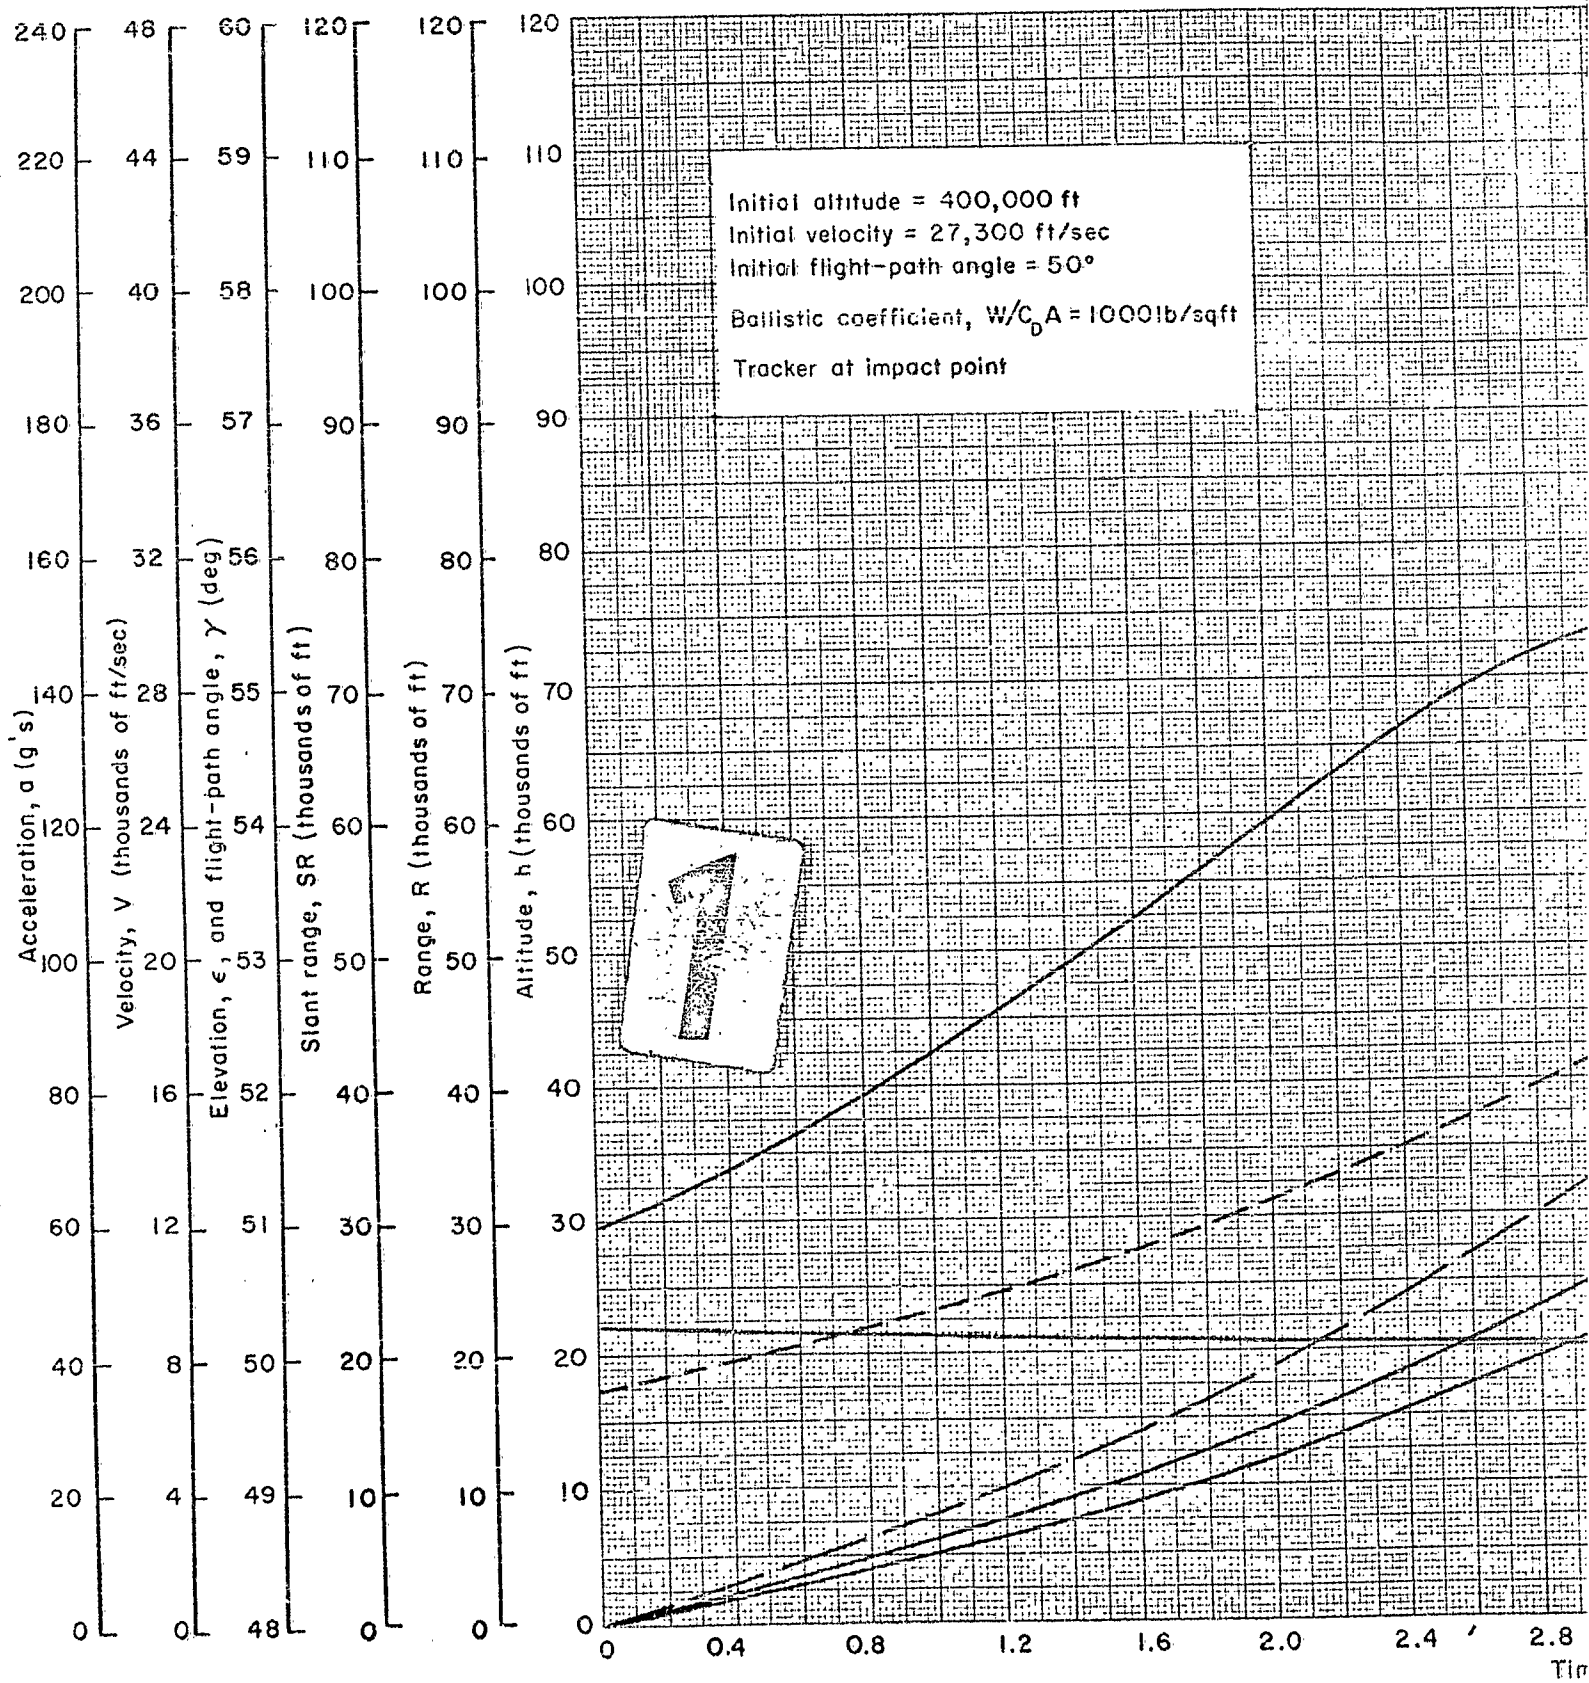 240 48 60 120 120 120
220 44 59 110 110 110
200 40 58 100 100 100
180 36 57 90 90 90
160 32 56 80 80 80
140 28 55 70 70 70
120 24 54 60 60 60
100 20 53 50 50 50
80 16 52 40 40 40
60 12 51 30 30 30
40 8 50 20 20 20
20 4 49 10 10 10
0 0 48 0 0 0
Acceleration, a (g's)
Velocity, V (thousands of ft/sec)
Elevation, ϵ, and flight-path angle, γ (deg)
Slant range, SR (thousands of ft)
Range, R (thousands of ft)
Altitude, h (thousands of ft)
Initial altitude = 400,000 ft
Initial velocity = 27,300 ft/sec
Initial flight-path angle = 50°
Ballistic coefficient, W/C_DA = 1000 lb/sqft
Tracker at impact point
1
0 0.4 0.8 1.2 1.6 2.0 2.4 2.8